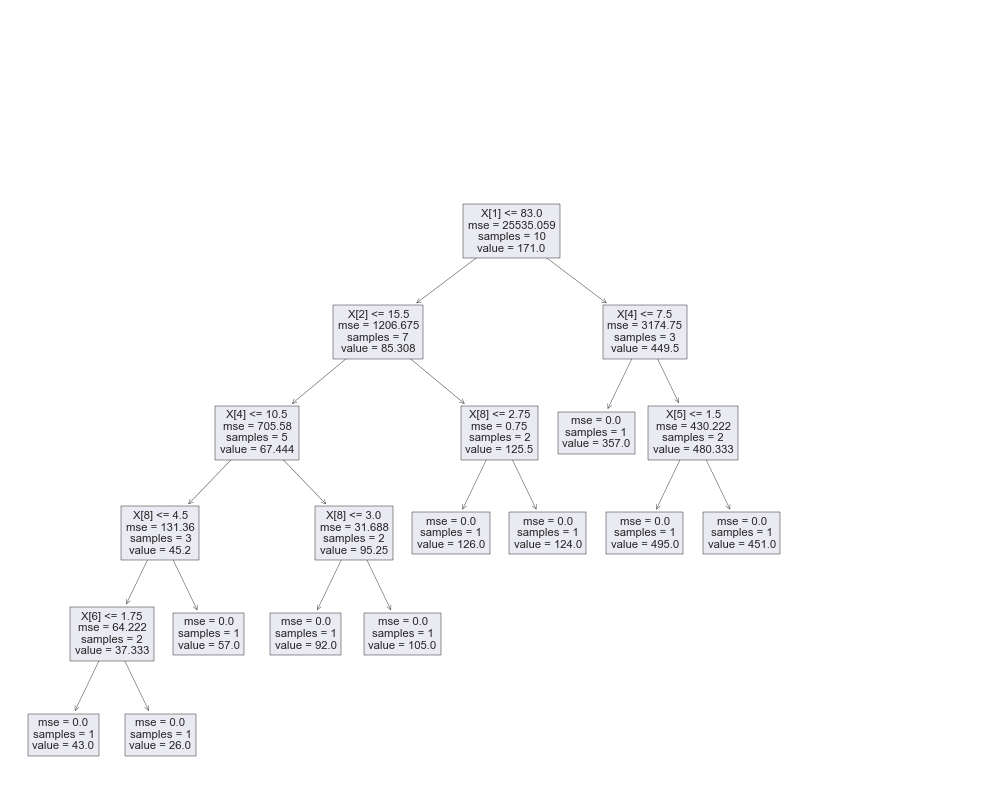 X[1] <= 83.0
mse = 25535.059
samples = 10
value = 171.0
X[2] <= 15.5
mse = 1206.675
samples = 7
value = 85.308
X[4] <= 7.5
mse = 3174.75
samples = 3
value = 449.5
X[4] <= 10.5
mse = 705.58
samples = 5
value = 67.444
X[8] <= 2.75
mse = 0.75
samples = 2
value = 125.5
mse = 0.0
samples = 1
value = 357.0
X[5] <= 1.5
mse = 430.222
samples = 2
value = 480.333
X[8] <= 4.5
mse = 131.36
samples = 3
value = 45.2
X[8] <= 3.0
mse = 31.688
samples = 2
value = 95.25
mse = 0.0
samples = 1
value = 126.0
mse = 0.0
samples = 1
value = 124.0
mse = 0.0
samples = 1
value = 495.0
mse = 0.0
samples = 1
value = 451.0
X[6] <= 1.75
mse = 64.222
samples = 2
value = 37.333
mse = 0.0
samples = 1
value = 57.0
mse = 0.0
samples = 1
value = 92.0
mse = 0.0
samples = 1
value = 105.0
mse = 0.0
samples = 1
value = 43.0
mse = 0.0
samples = 1
value = 26.0